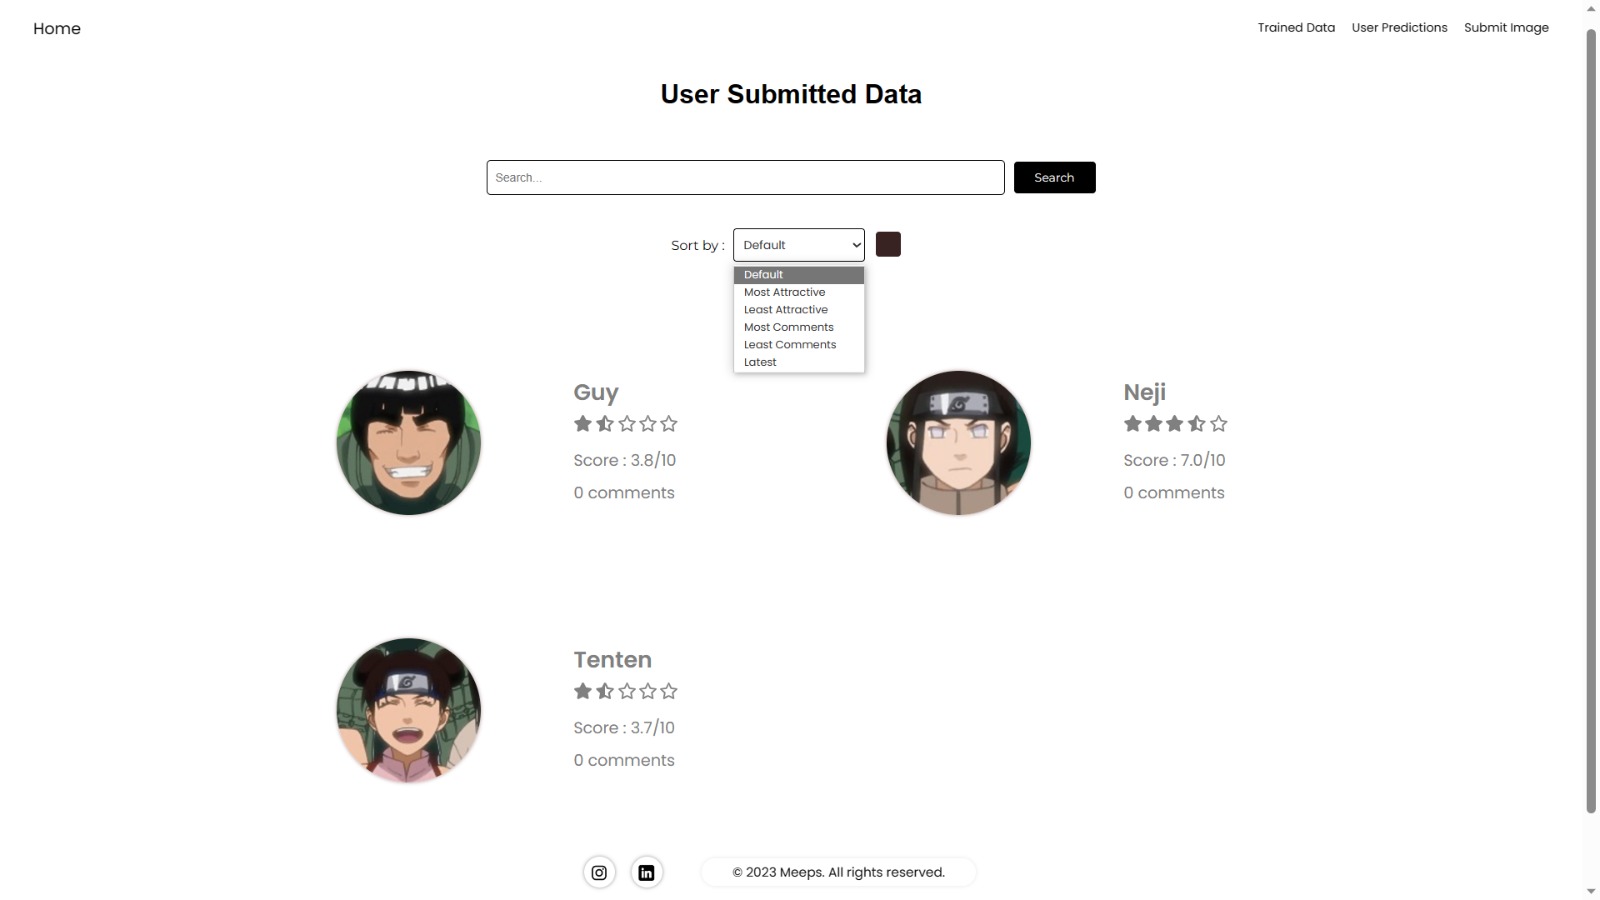 Home
Trained Data
User Predictions
Submit Image
User Submitted Data
Search...
Search
Sort by :
Default
Default
Most Attractive
Least Attractive
Most Comments
Least Comments
Latest
Guy
Score : 3.8/10
0 comments
Neji
Score : 7.0/10
0 comments
Tenten
Score : 3.7/10
0 comments
© 2023 Meeps. All rights reserved.